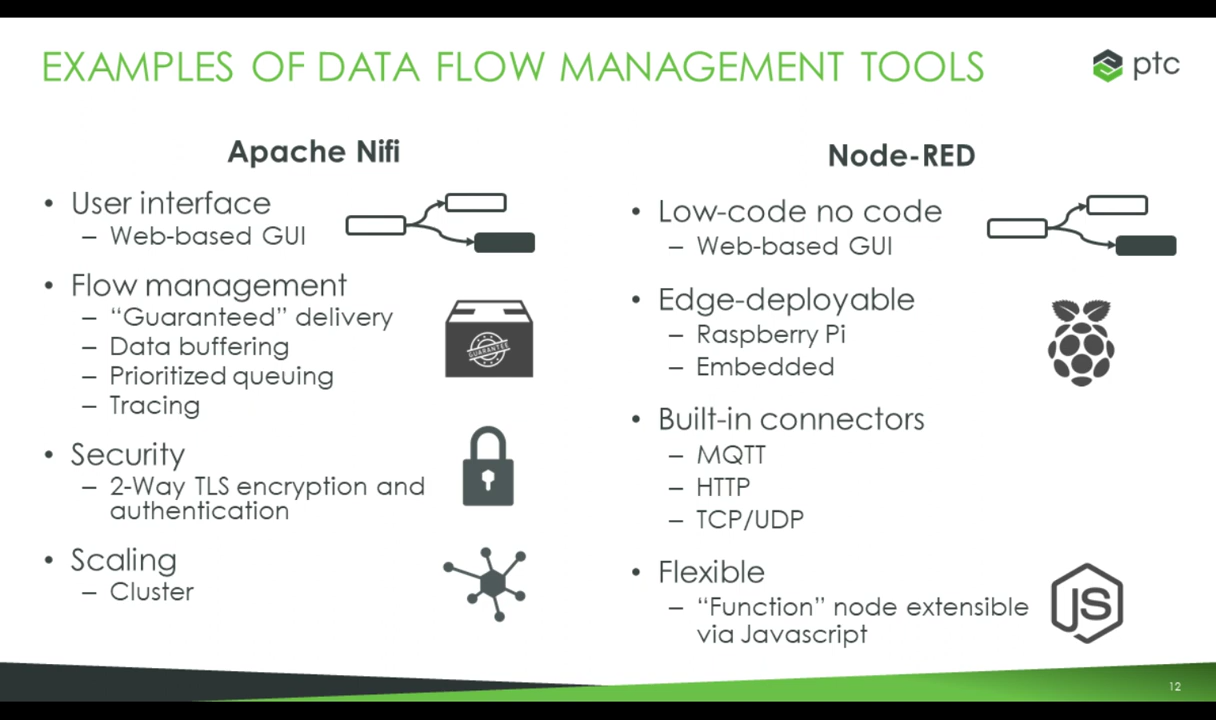 EXAMPLES OF DATA FLOW MANAGEMENT TOOLS
ptc
Apache Nifi
• User interface
– Web-based GUI
• Flow management
– “Guaranteed” delivery
– Data buffering
– Prioritized queuing
– Tracing
GUARANTEE
• Security
– 2-Way TLS encryption and
authentication
• Scaling
– Cluster
Node-RED
• Low-code no code
– Web-based GUI
• Edge-deployable
– Raspberry Pi
– Embedded
• Built-in connectors
– MQTT
– HTTP
– TCP/UDP
• Flexible
– “Function” node extensible
via Javascript
JS
12